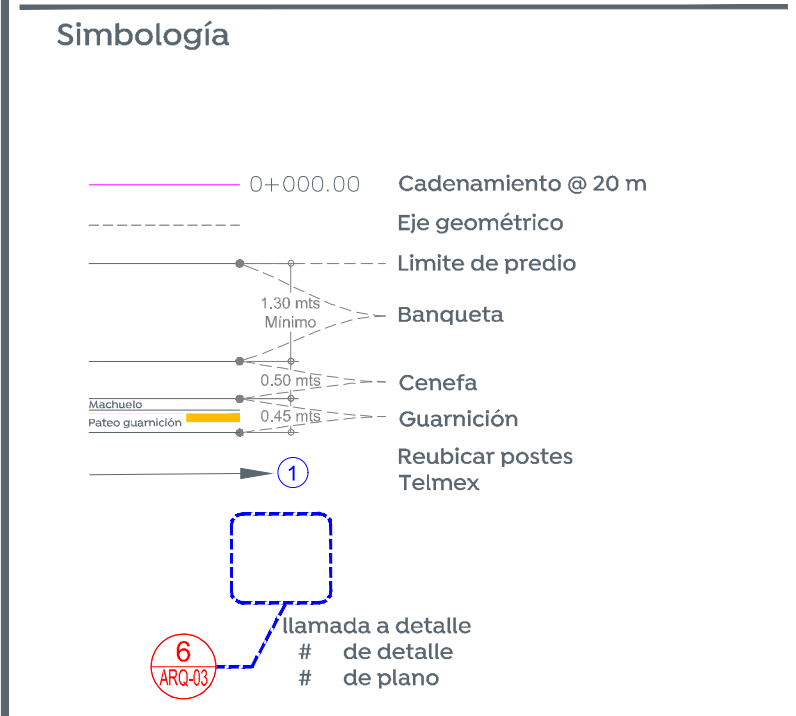 Simbología
0+000.00 Cadenamiento @ 20 m
Eje geométrico
Limite de predio
1.30 mts
Mínimo
Banqueta
0.50 mts Cenefa
Machuelo
Pateo guarnición 0.45 mts Guarnición
Reubicar postes
1
Telmex
llamada a detalle
6 # de detalle
ARQ-03 # de plano